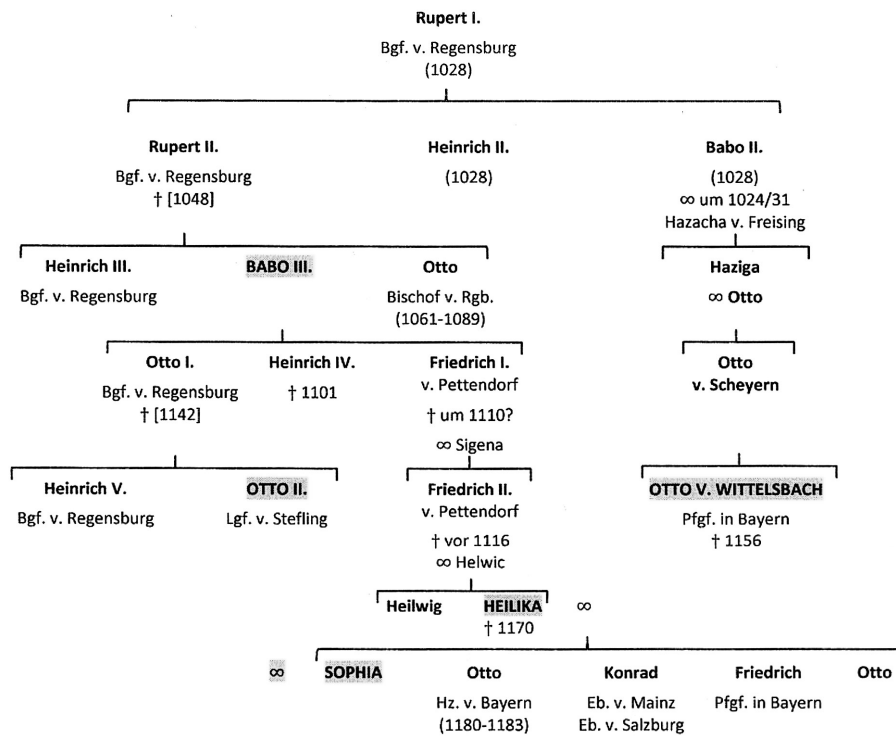 Rupert I.
Bgf. v. Regensburg
(1028)
Rupert II. Heinrich II. Babo II.
Bgf. v. Regensburg (1028) (1028)
† [1048] ∞ um 1024/31
Hazacha v. Freising
Heinrich III. BABO III. Otto Haziga
Bgf. v. Regensburg Bischof v. Rgb. ∞ Otto
(1061-1089)
Otto I. Heinrich IV. Friedrich I. Otto
Bgf. v. Regensburg † 1101 v. Pettendorf v. Scheyern
† [1142] † um 1110?
∞ Sigena
Heinrich V. OTTO II. Friedrich II. OTTO V. WITTELSBACH
Bgf. v. Regensburg Lgf. v. Stefling v. Pettendorf Pfgf. in Bayern
† vor 1116 † 1156
∞ Helwic
Heilwig HEILIKA ∞
† 1170
∞ SOPHIA Otto Konrad Friedrich Otto
Hz. v. Bayern Eb. v. Mainz Pfgf. in Bayern
(1180-1183) Eb. v. Salzburg